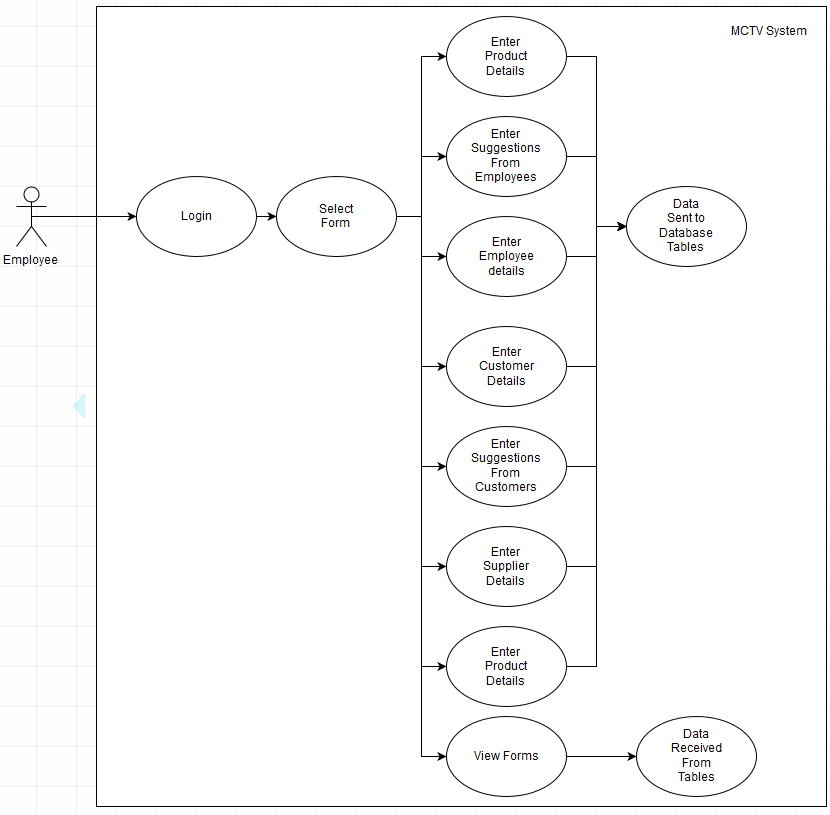 MCTV System
Enter
Product
Details
Enter
Suggestions
From
Employees
Login
Select
Form
Data
Sent to
Database
Tables
Employee
Enter
Employee
details
Enter
Customer
Details
Enter
Suggestions
From
Customers
Enter
Supplier
Details
Enter
Product
Details
View Forms
Data
Received
From
Tables